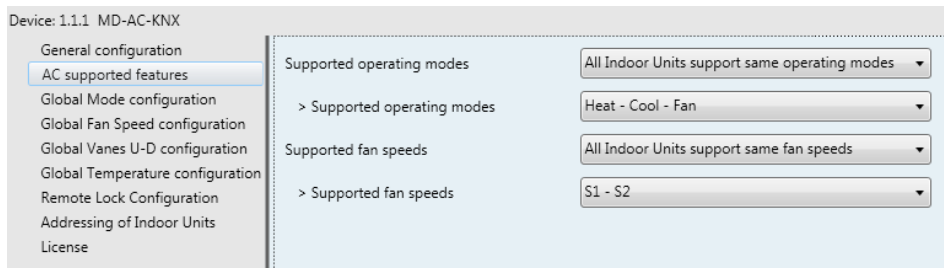 Device: 1.1.1 MD-AC-KNX
General configuration
AC supported features
Global Mode configuration
Global Fan Speed configuration
Global Vanes U-D configuration
Global Temperature configuration
Remote Lock Configuration
Addressing of Indoor Units
License
Supported operating modes
All Indoor Units support same operating modes
> Supported operating modes
Heat - Cool - Fan
Supported fan speeds
All Indoor Units support same fan speeds
> Supported fan speeds
S1 - S2